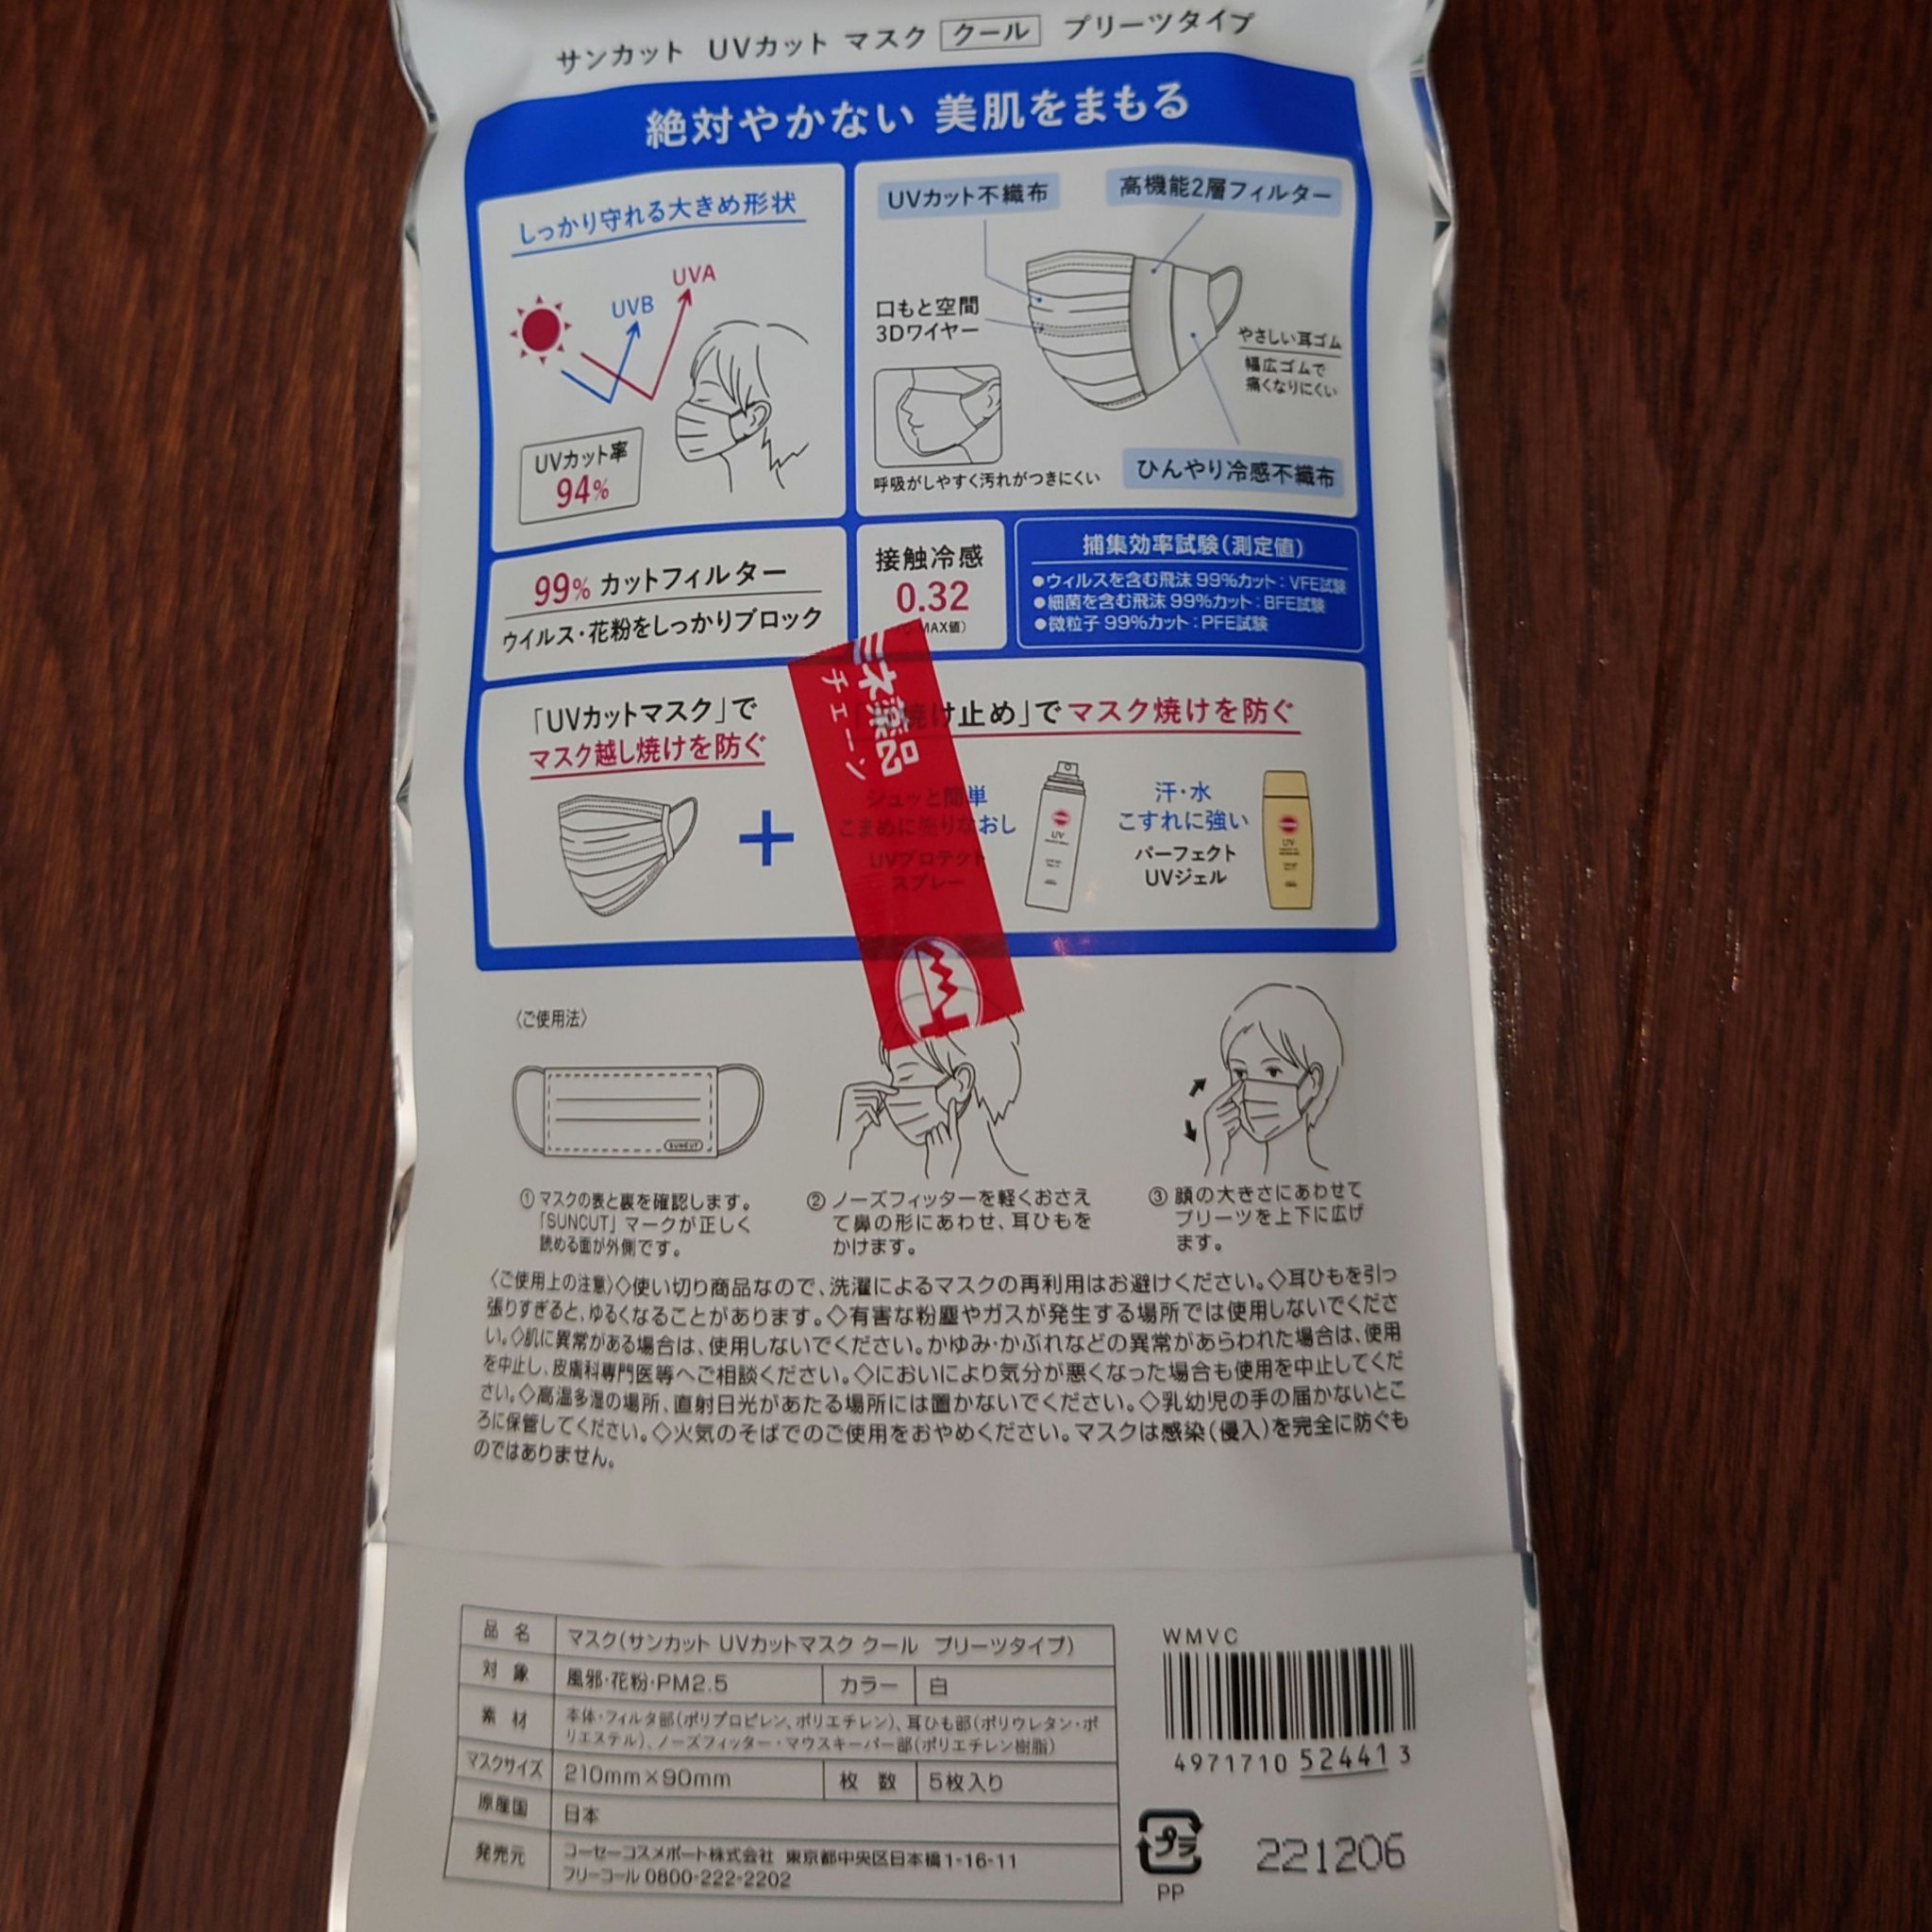 サンカット UVカット マスク クール プリーツタイプ
絶対やかない 美肌をまもる
しっかり守れる大きめ形状
UVA
UVB
UVカット率
94%
UVカット不織布
高機能2層フィルター
口もと空間
3Dワイヤー
やさしい耳ゴム
幅広ゴムで
痛くなりにくい
呼吸がしやすく汚れがつきにくい
ひんやり冷感不織布
99% カットフィルター
ウイルス・花粉をしっかりブロック
接触冷感
0.32
MAX値)
捕集効率試験(測定値)
●ウィルスを含む飛沫 99%カット:VFE試験
●細菌を含む飛沫 99%カット:BFE試験
●微粒子 99%カット:PFE試験
「UVカットマスク」で
マスク越し焼けを防ぐ
焼け止め」でマスク焼けを防ぐ
ミネ薬品
チェーン
+
シュッと簡単
こまめに塗りなおし
UVプロテクト
スプレー
UV
汗・水
こすれに強い
パーフェクト
UVジェル
UV
〈ご使用法〉
SUNCUT
①マスクの表と裏を確認します。
「SUNCUT」マークが正しく
読める面が外側です。
②ノーズフィッターを軽くおさえ
て鼻の形にあわせ、耳ひもを
かけます。
③顔の大きさにあわせて
プリーツを上下に広げ
ます。
〈ご使用上の注意〉◇使い切り商品なので、洗濯によるマスクの再利用はお避けください。◇耳ひもを引っ
張りすぎると、ゆるくなることがあります。◇有害な粉塵やガスが発生する場所では使用しないでくださ
い。◇肌に異常がある場合は、使用しないでください。かゆみ・かぶれなどの異常があらわれた場合は、使用
を中止し、皮膚科専門医等へご相談ください。◇においにより気分が悪くなった場合も使用を中止してくだ
さい。◇高温多湿の場所、直射日光があたる場所には置かないでください。◇乳幼児の手の届かないとこ
ろに保管してください。◇火気のそばでのご使用をおやめください。マスクは感染(侵入)を完全に防ぐも
のではありません。
品 名 マスク(サンカット UVカットマスク クール プリーツタイプ)
対 象 風邪・花粉・PM2.5 カラー 白
素 材 本体・フィルタ部(ポリプロピレン、ポリエチレン)、耳ひも部(ポリウレタン・ポ
リエステル)、ノーズフィッター・マウスキーパー部(ポリエチレン樹脂)
マスクサイズ 210mm×90mm 枚 数 5枚入り
原産国 日本
発売元 コーセーコスメポート株式会社 東京都中央区日本橋1-16-11
フリーコール 0800-222-2202
WMVC
4971710 524413
プラ
PP
221206